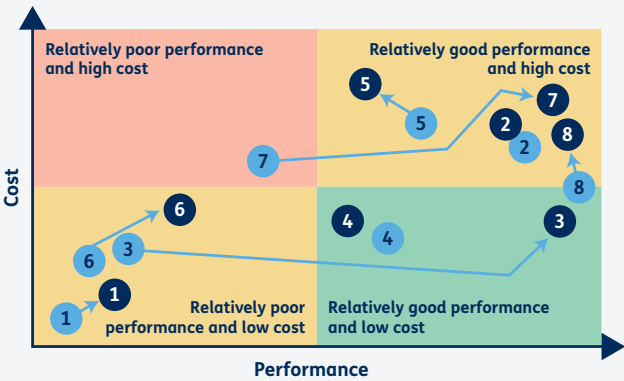 Relatively poor performance
and high cost
Relatively good performance
and high cost
5
5
7
2
2
8
7
8
Cost
6
6
3
1
1
4
4
3
Relatively poor
performance and low cost
Relatively good performance
and low cost
Performance